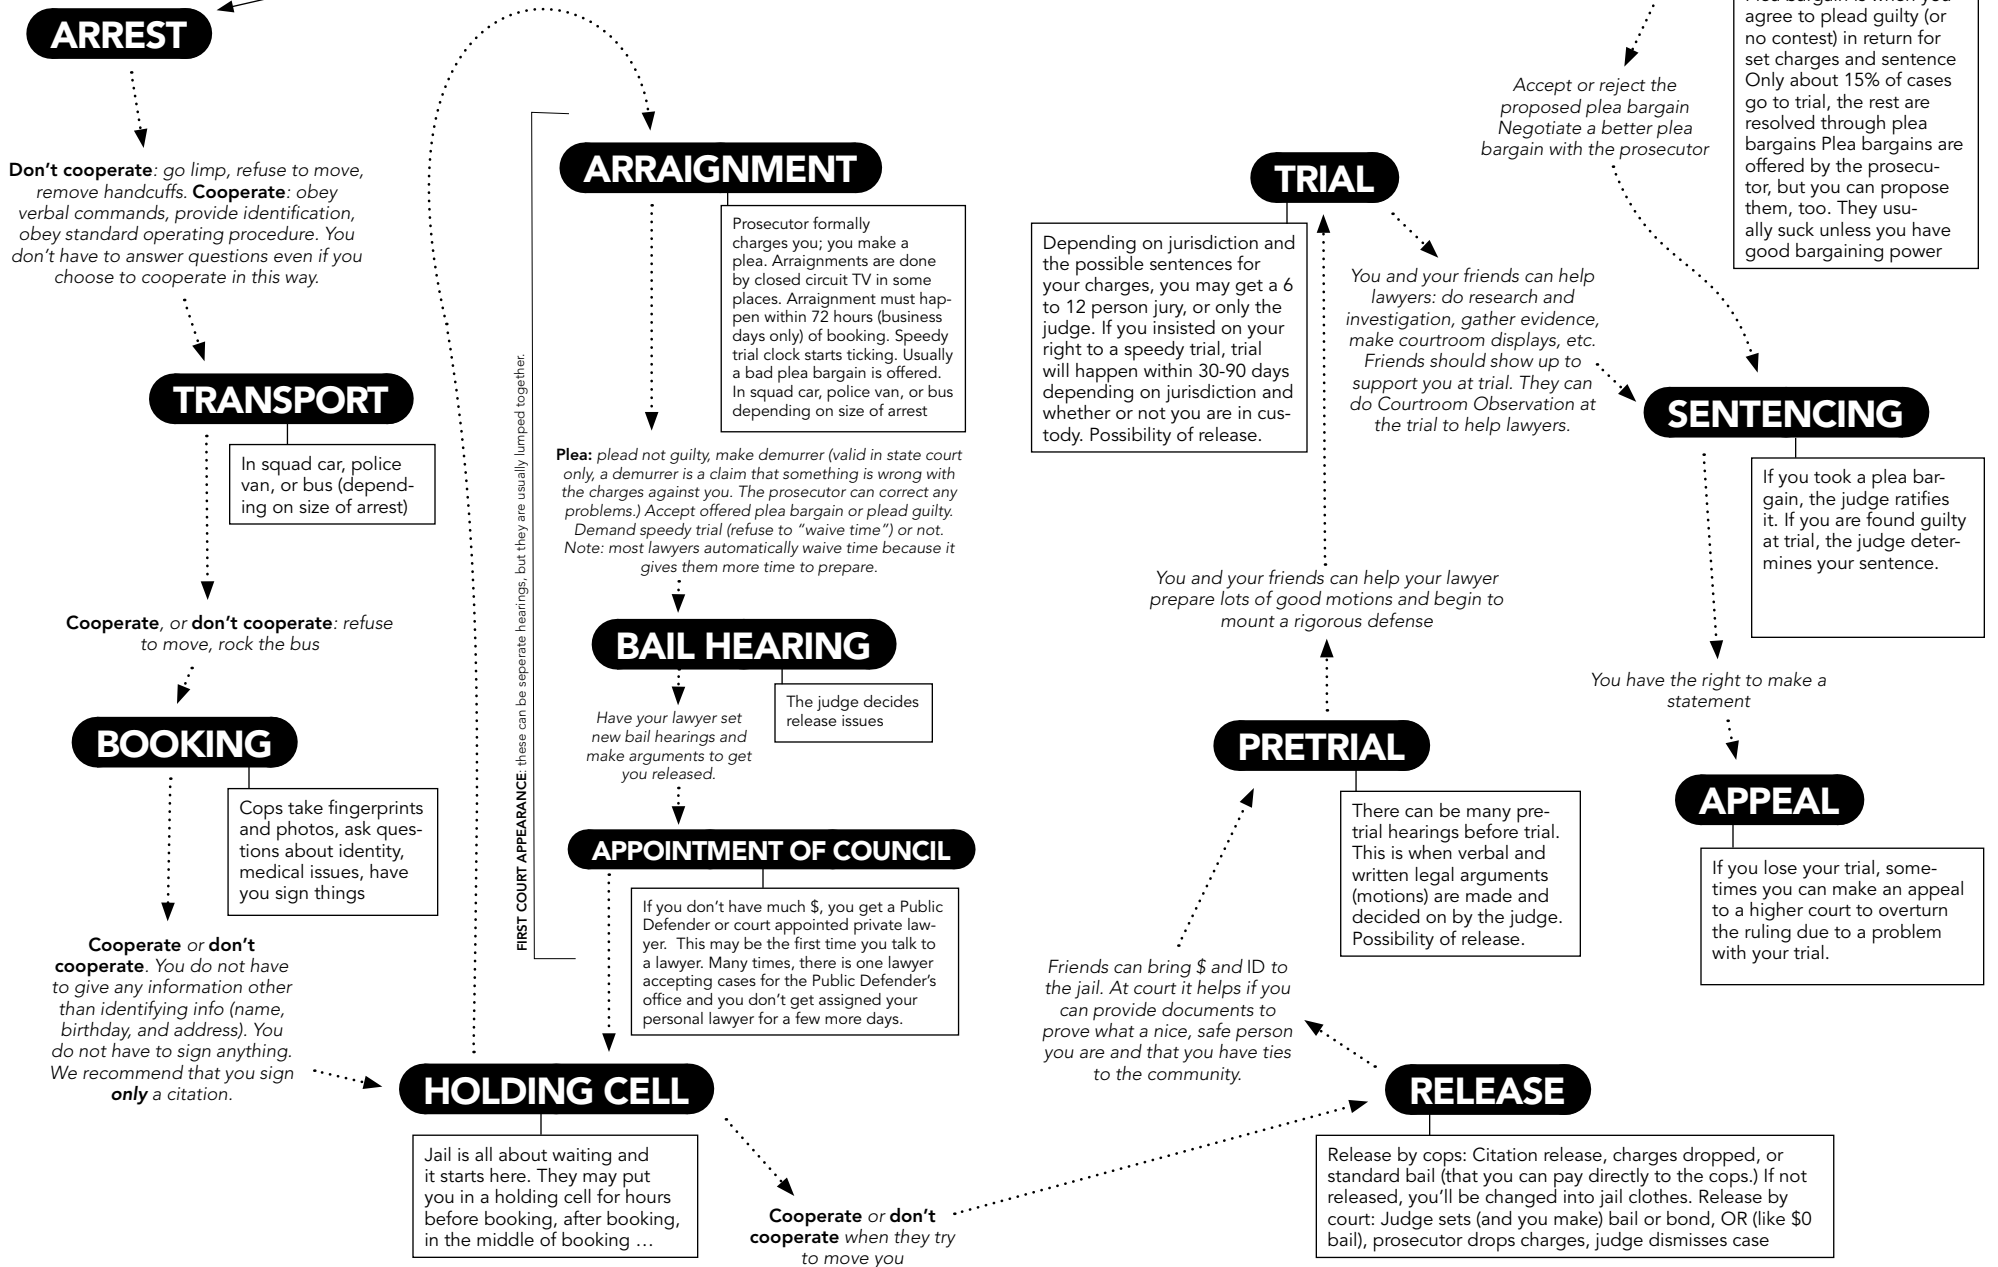 ARREST
Don't cooperate: go limp, refuse to move,
remove handcuffs. Cooperate: obey
verbal commands, provide identification,
obey standard operating procedure. You
don't have to answer questions even if you
choose to cooperate in this way.
TRANSPORT
In squad car, police
van, or bus (depend-
ing on size of arrest)
Cooperate, or don't cooperate: refuse
to move, rock the bus
BOOKING
Cops take fingerprints
and photos, ask ques-
tions about identity,
medical issues, have
you sign things
Cooperate or don't
cooperate. You do not have
to give any information other
than identifying info (name,
birthday, and address). You
do not have to sign anything.
We recommend that you sign
only a citation.
HOLDING CELL
Jail is all about waiting and
it starts here. They may put
you in a holding cell for hours
before booking, after booking,
in the middle of booking …
Cooperate or don't
cooperate when they try
to move you
FIRST COURT APPEARANCE: these can be seperate hearings, but they are usually lumped together.
ARRAIGNMENT
Prosecutor formally
charges you; you make a
plea. Arraignments are done
by closed circuit TV in some
places. Arraignment must hap-
pen within 72 hours (business
days only) of booking. Speedy
trial clock starts ticking. Usually
a bad plea bargain is offered.
In squad car, police van, or bus
depending on size of arrest
Plea: plead not guilty, make demurrer (valid in state court
only, a demurrer is a claim that something is wrong with
the charges against you. The prosecutor can correct any
problems.) Accept offered plea bargain or plead guilty.
Demand speedy trial (refuse to “waive time”) or not.
Note: most lawyers automatically waive time because it
gives them more time to prepare.
BAIL HEARING
The judge decides
release issues
Have your lawyer set
new bail hearings and
make arguments to get
you released.
APPOINTMENT OF COUNCIL
If you don't have much $, you get a Public
Defender or court appointed private law-
yer. This may be the first time you talk to
a lawyer. Many times, there is one lawyer
accepting cases for the Public Defender's
office and you don't get assigned your
personal lawyer for a few more days.
RELEASE
Release by cops: Citation release, charges dropped, or
standard bail (that you can pay directly to the cops.) If not
released, you'll be changed into jail clothes. Release by
court: Judge sets (and you make) bail or bond, OR (like $0
bail), prosecutor drops charges, judge dismisses case
Friends can bring $ and ID to
the jail. At court it helps if you
can provide documents to
prove what a nice, safe person
you are and that you have ties
to the community.
PRETRIAL
There can be many pre-
trial hearings before trial.
This is when verbal and
written legal arguments
(motions) are made and
decided on by the judge.
Possibility of release.
You and your friends can help your lawyer
prepare lots of good motions and begin to
mount a rigorous defense
TRIAL
Depending on jurisdiction and
the possible sentences for
your charges, you may get a 6
to 12 person jury, or only the
judge. If you insisted on your
right to a speedy trial, trial
will happen within 30-90 days
depending on jurisdiction and
whether or not you are in cus-
tody. Possibility of release.
You and your friends can help
lawyers: do research and
investigation, gather evidence,
make courtroom displays, etc.
Friends should show up to
support you at trial. They can
do Courtroom Observation at
the trial to help lawyers.
Accept or reject the
proposed plea bargain
Negotiate a better plea
bargain with the prosecutor
Plea bargain is when you
agree to plead guilty (or
no contest) in return for
set charges and sentence
Only about 15% of cases
go to trial, the rest are
resolved through plea
bargains Plea bargains are
offered by the prosecu-
tor, but you can propose
them, too. They usu-
ally suck unless you have
good bargaining power
SENTENCING
If you took a plea bar-
gain, the judge ratifies
it. If you are found guilty
at trial, the judge deter-
mines your sentence.
You have the right to make a
statement
APPEAL
If you lose your trial, some-
times you can make an appeal
to a higher court to overturn
the ruling due to a problem
with your trial.